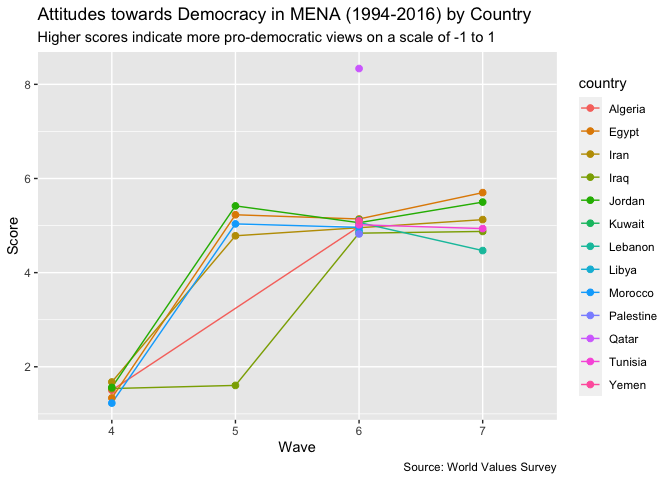 Attitudes towards Democracy in MENA (1994-2016) by Country
Higher scores indicate more pro-democratic views on a scale of -1 to 1
8
6
4
2
Score
4 5 6 7
Wave
country
Algeria
Egypt
Iran
Iraq
Jordan
Kuwait
Lebanon
Libya
Morocco
Palestine
Qatar
Tunisia
Yemen
Source: World Values Survey